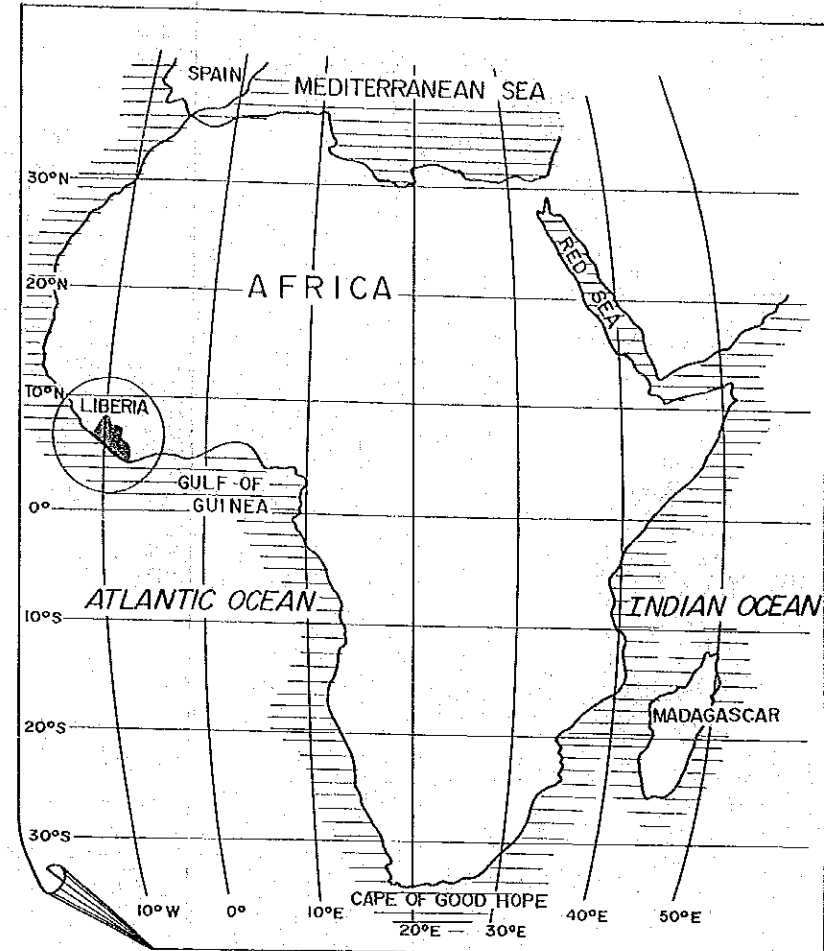 SPAIN
MEDITERRANEAN SEA
30°N
RED SEA
20°N
AFRICA
10°N
LIBERIA
GULF OF
GUINEA
0°
ATLANTIC OCEAN
INDIAN OCEAN
10°S
MADAGASCAR
20°S
30°S
CAPE OF GOOD HOPE
10°W
0°
10°E
20°E
30°E
40°E
50°E